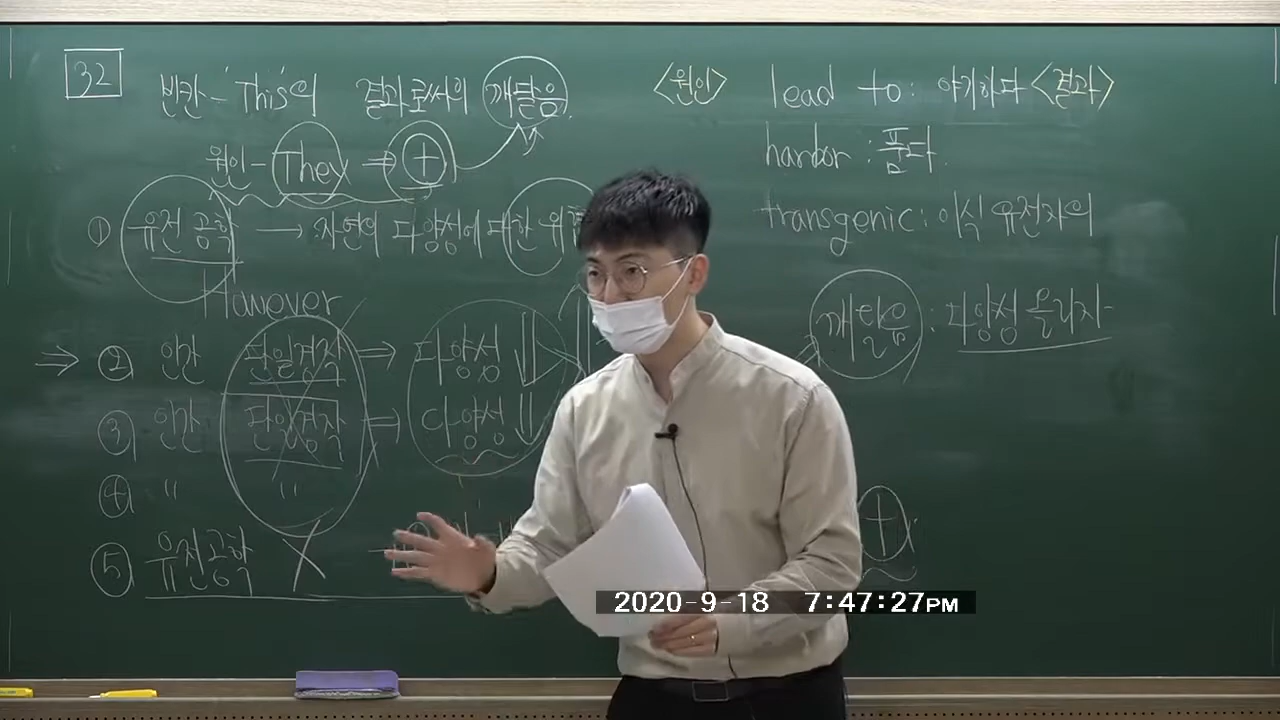 32
빈칸 - 'This'의 결과로써의 깨달음.
원인 - They ⇒ +
① 유전 공학 → 자연의 다양성에 대한 위
However
⇒ ② 인간 단일경작 ⇒ 다양성 ↓
③ 인간 단일경작 ⇒ 다양성 ↓
④ " "
⑤ 유전공학 X
<원인> lead to : 야기하다 <결과>
harbor : 품다.
transgenic : 이식 유전자의
깨달음 : 다양성 올리자-
+
2020-9-18 7:47:27PM